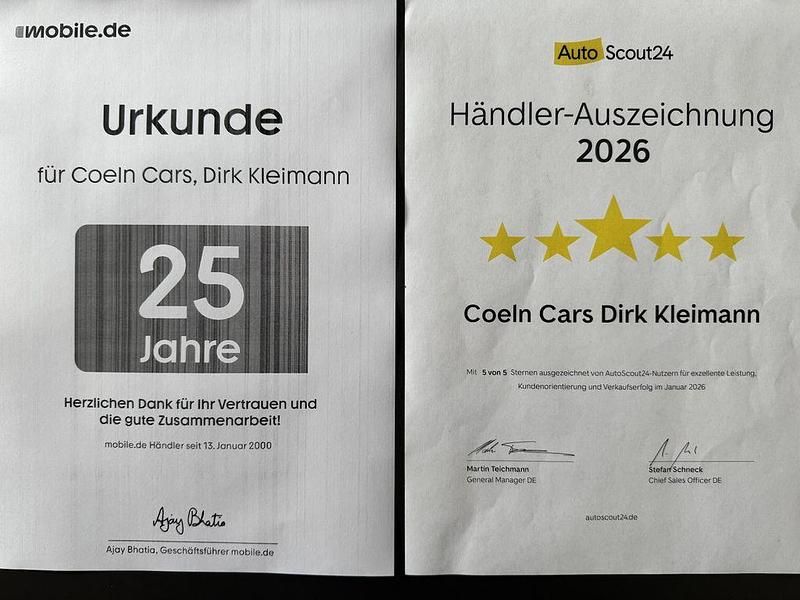 mobile.de
Urkunde
für Coeln Cars, Dirk Kleimann
25
Jahre
Herzlichen Dank für Ihr Vertrauen und
die gute Zusammenarbeit!
mobile.de Händler seit 13. Januar 2000
Ajay Bhatia
Ajay Bhatia, Geschäftsführer mobile.de
AutoScout24
Händler-Auszeichnung
2026
Coeln Cars Dirk Kleimann
Mit 5 von 5 Sternen ausgezeichnet von AutoScout24-Nutzern für exzellente Leistung,
Kundenorientierung und Verkaufserfolg im Januar 2026
Martin Teichmann
General Manager DE
Stefan Schneck
Chief Sales Officer DE
autoscout24.de